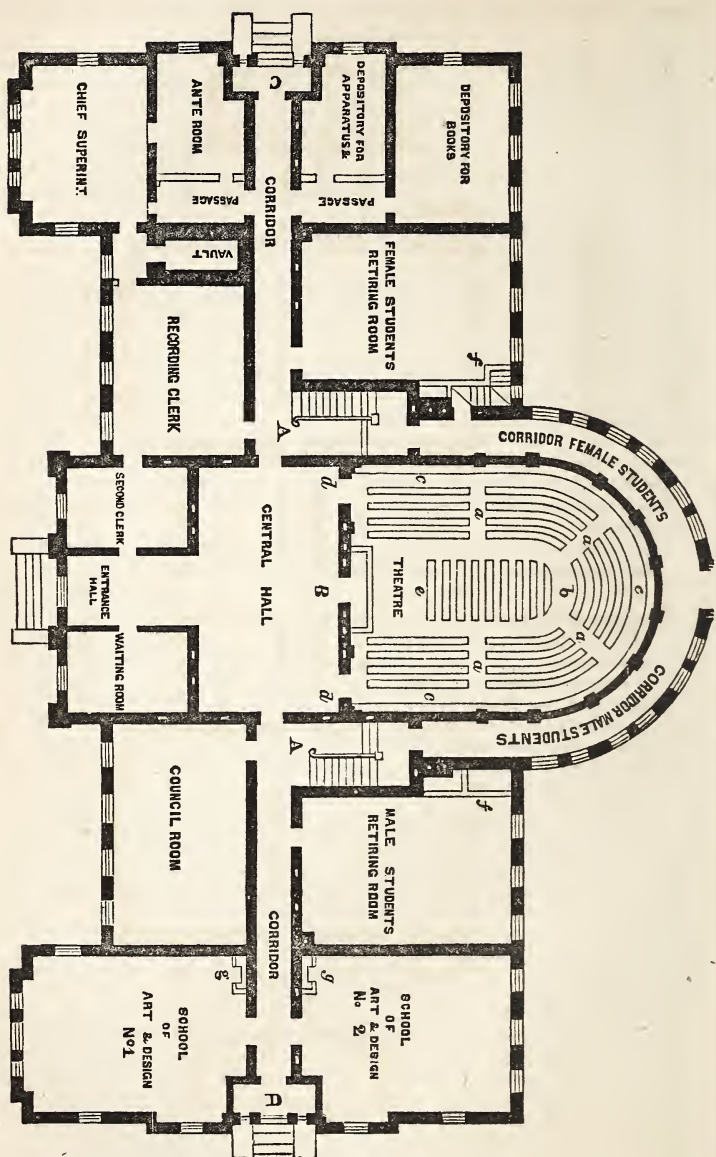 DEPOSITORY FOR
BOOKS
DEPOSITORY FOR
APPARATUS &
C
ANTE ROOM
CHIEF SUPERINT.
PASSAGE
PASSAGE
CORRIDOR
VAULT
FEMALE STUDENTS
RETIRING ROOM
f
RECORDING CLERK
A
CORRIDOR FEMALE STUDENTS
SECOND CLERK
ENTRANCE
HALL
WAITING ROOM
CENTRAL HALL
d
B
d
THEATRE
c
a
a
e
b
c
a
a
c
CORRIDOR MALE STUDENTS
A
f
COUNCIL ROOM
MALE STUDENTS
RETIRING ROOM
CORRIDOR
g
g
SCHOOL
OF
ART & DESIGN
No 1
SCHOOL
OF
ART & DESIGN
No 2